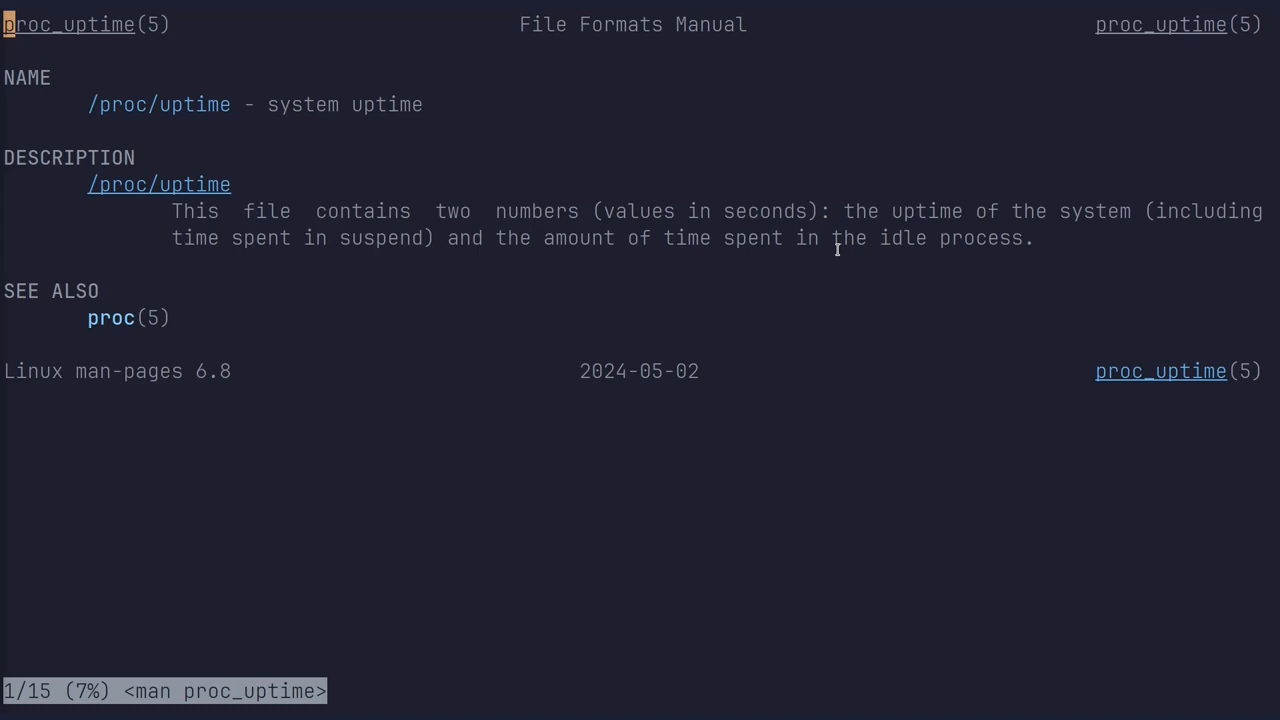 proc_uptime(5) File Formats Manual proc_uptime(5)
NAME
/proc/uptime - system uptime
DESCRIPTION
/proc/uptime
This file contains two numbers (values in seconds): the uptime of the system (including
time spent in suspend) and the amount of time spent in the idle process.
SEE ALSO
proc(5)
Linux man-pages 6.8 2024-05-02 proc_uptime(5)
1/15 (7%) <man proc_uptime>